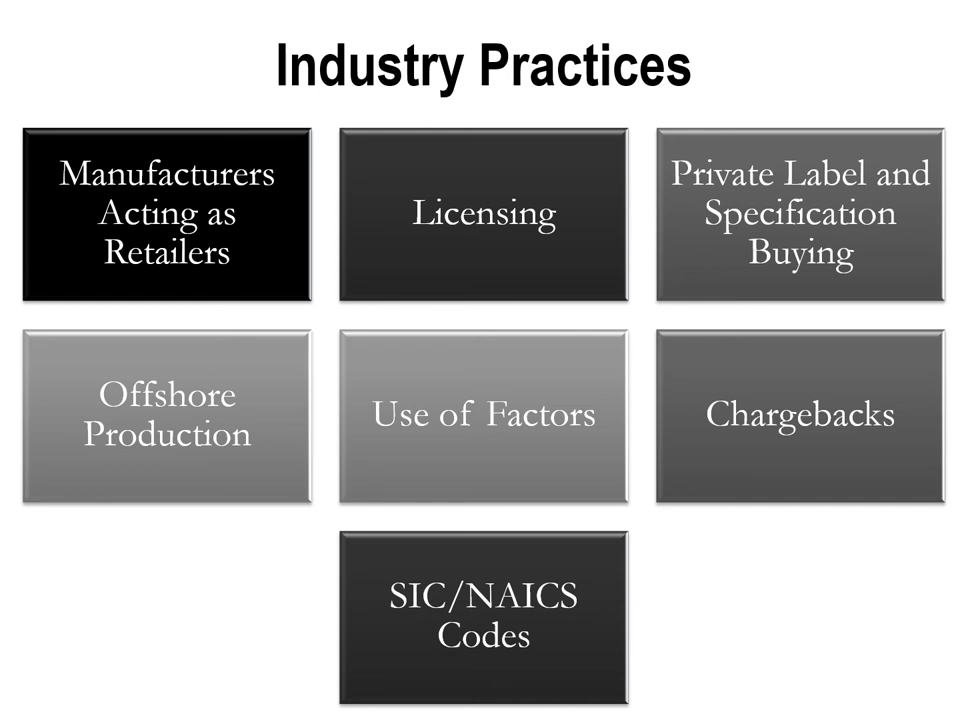 Industry Practices
Manufacturers
Acting as
Retailers
Licensing
Private Label and
Specification
Buying
Offshore
Production
Use of Factors
Chargebacks
SIC/NAICS
Codes